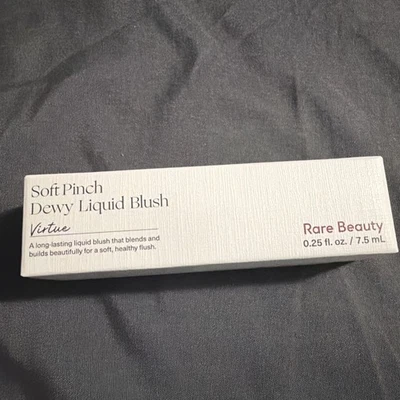 Soft Pinch
Dewy Liquid Blush
Virtue
A long-lasting liquid blush that blends and
builds beautifully for a soft, healthy flush.
Rare Beauty
0.25 fl. oz. / 7.5 mL